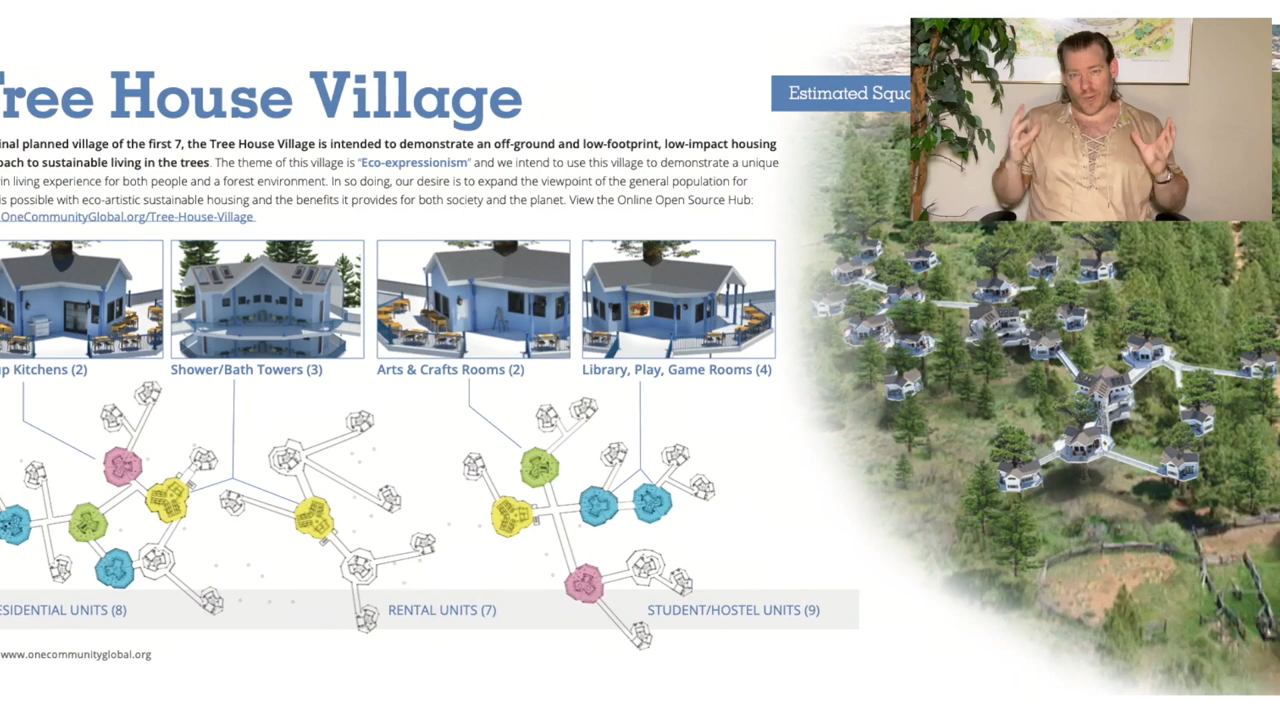 ree House Village
Estimated Squa
inal planned village of the first 7, the Tree House Village is intended to demonstrate an off-ground and low-footprint, low-impact housing
oach to sustainable living in the trees. The theme of this village is "Eco-expressionism" and we intend to use this village to demonstrate a unique
in living experience for both people and a forest environment. In so doing, our desire is to expand the viewpoint of the general population for
is possible with eco-artistic sustainable housing and the benefits it provides for both society and the planet. View the Online Open Source Hub:
OneCommunityGlobal.org/Tree-House-Village
up Kitchens (2)
Shower/Bath Towers (3)
Arts & Crafts Rooms (2)
Library, Play, Game Rooms (4)
ESIDENTIAL UNITS (8)
RENTAL UNITS (7)
STUDENT/HOSTEL UNITS (9)
www.onecommunityglobal.org